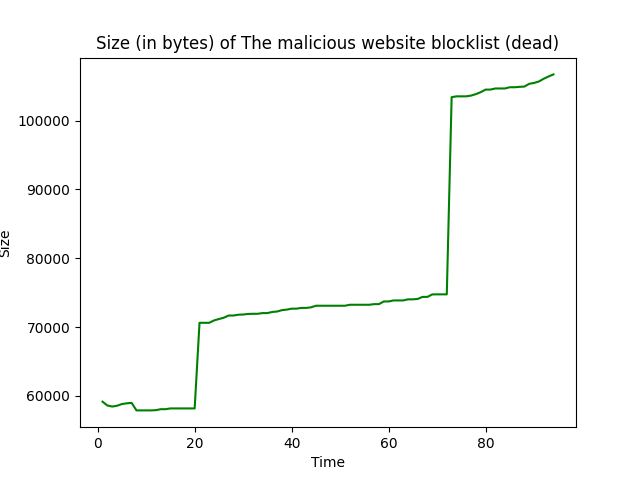 Size (in bytes) of The malicious website blocklist (dead)
100000
90000
80000
70000
60000
Size
0 20 40 60 80
Time